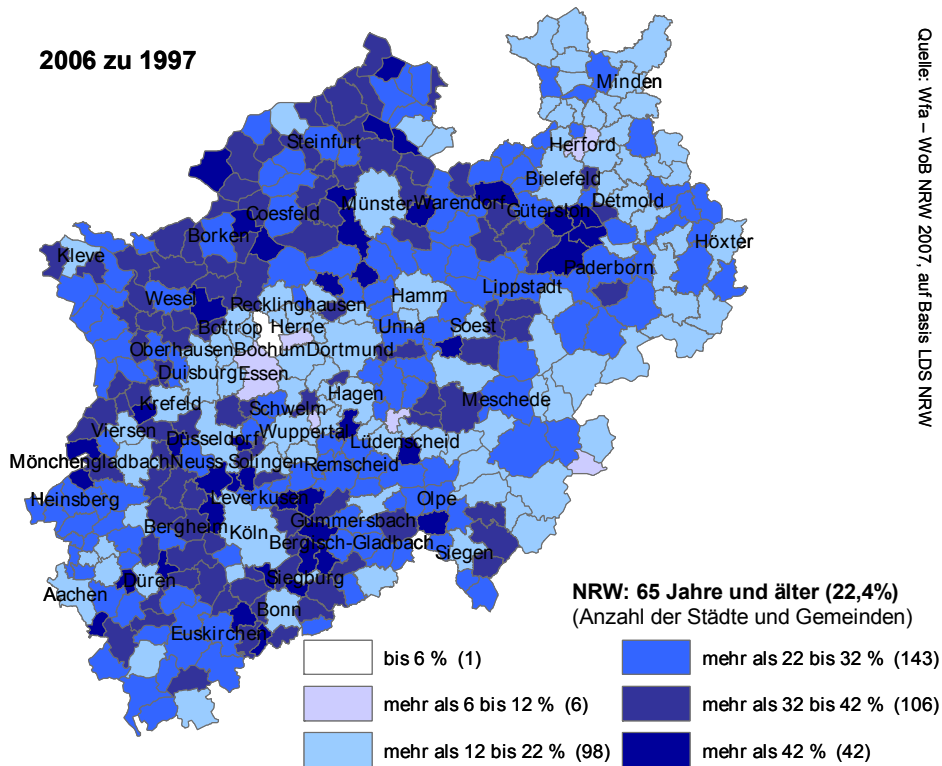 2006 zu 1997
Minden
Steinfurt
Herford
Bielefeld
Münster
Warendorf
Gütersloh
Detmold
Coesfeld
Borken
Höxter
Kleve
Paderborn
Lippstadt
Wesel
Recklinghausen
Hamm
Bottrop
Herne
Unna
Soest
Oberhausen
Bochum
Dortmund
Duisburg
Essen
Hagen
Meschede
Krefeld
Schwelm
Viersen
Düsseldorf
Wuppertal
Lüdenscheid
Mönchengladbach
Neuss
Solingen
Remscheid
Heinsberg
Leverkusen
Olpe
Bergheim
Köln
Gummersbach
Bergisch-Gladbach
Siegen
Düren
Siegburg
Aachen
Bonn
Euskirchen
Quelle: Wfa – WoB NRW 2007, auf Basis LDS NRW
NRW: 65 Jahre und älter (22,4%)
(Anzahl der Städte und Gemeinden)
bis 6 % (1)
mehr als 6 bis 12 % (6)
mehr als 12 bis 22 % (98)
mehr als 22 bis 32 % (143)
mehr als 32 bis 42 % (106)
mehr als 42 % (42)